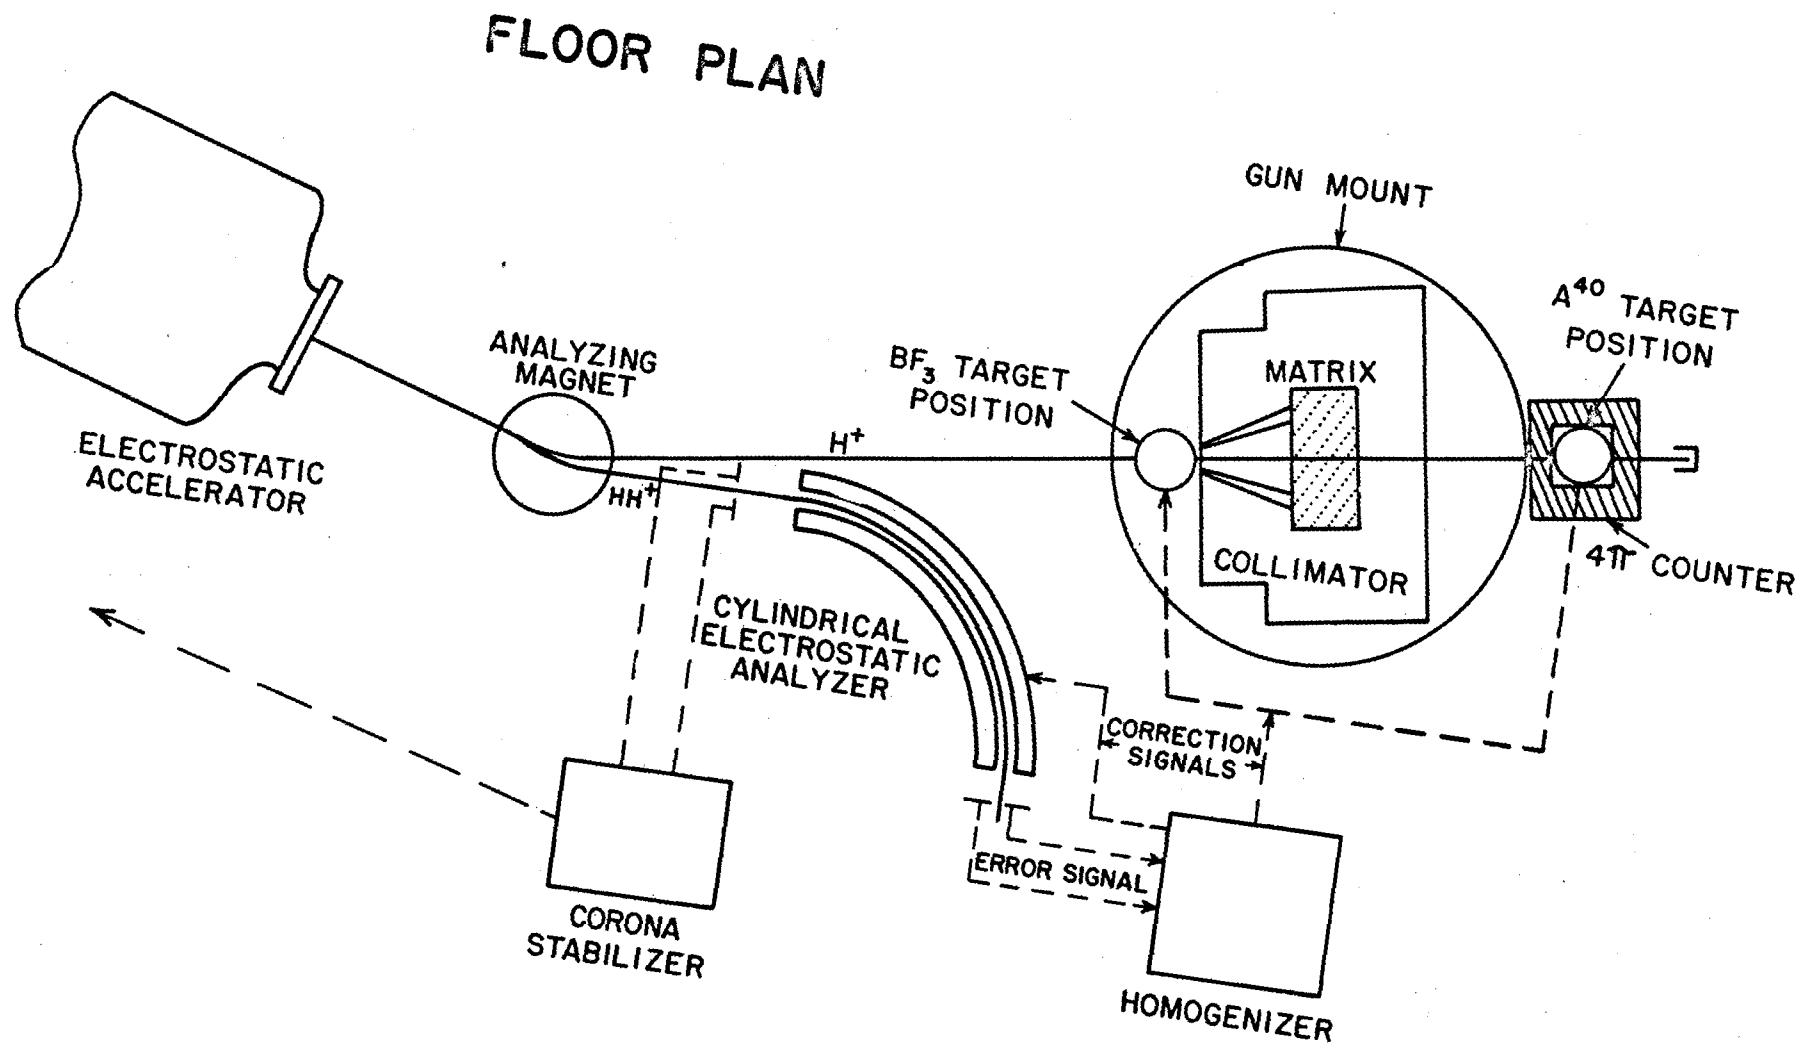 FLOOR PLAN
GUN MOUNT
A⁴⁰ TARGET
POSITION
ANALYZING
MAGNET
BF₃ TARGET
POSITION
MATRIX
H⁺
ELECTROSTATIC
ACCELERATOR
HH⁺
COLLIMATOR
4π COUNTER
CYLINDRICAL
ELECTROSTATIC
ANALYZER
CORRECTION
SIGNALS
ERROR SIGNAL
CORONA
STABILIZER
HOMOGENIZER